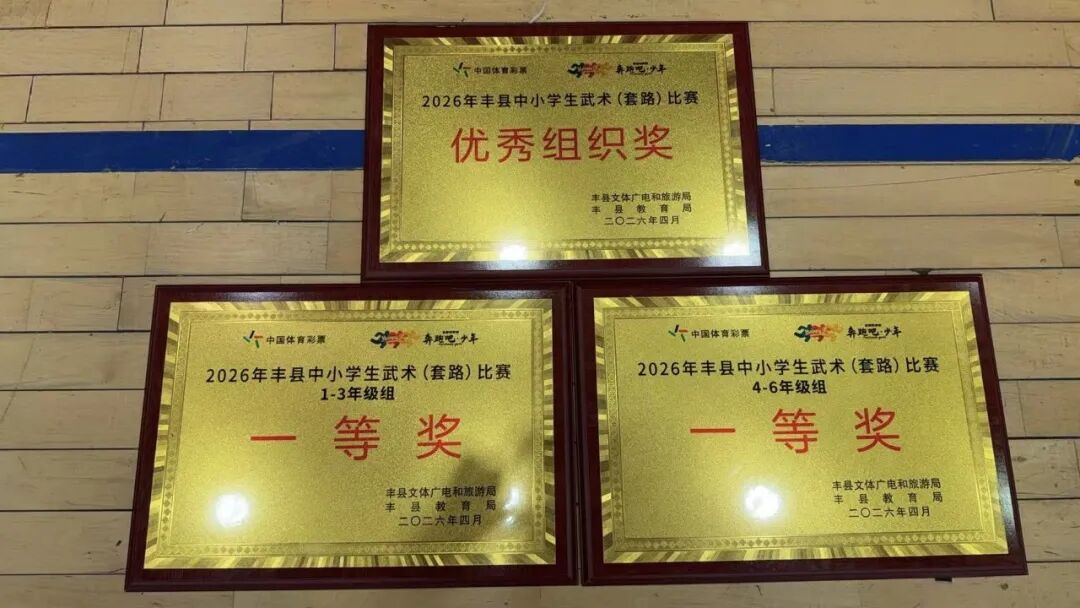 中国体育彩票 奔跑吧·少年
2026年丰县中小学生武术（套路）比赛
优秀组织奖
丰县文体广电和旅游局
丰县教育局
二〇二六年四月
中国体育彩票 奔跑吧·少年
2026年丰县中小学生武术（套路）比赛
1-3年级组
一等奖
丰县文体广电和旅游局
丰县教育局
二〇二六年四月
中国体育彩票 奔跑吧·少年
2026年丰县中小学生武术（套路）比赛
4-6年级组
一等奖
丰县文体广电和旅游局
丰县教育局
二〇二六年四月